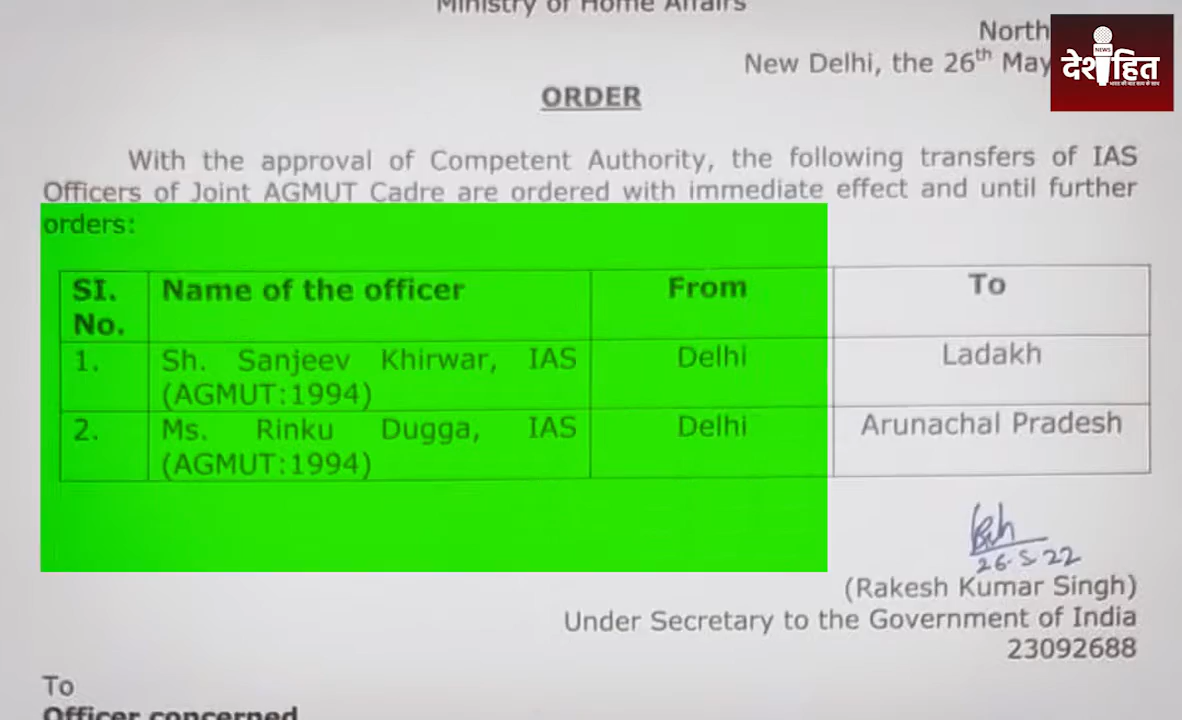 Ministry of Home Affairs
North
New Delhi, the 26th May
NEWS
देशहित
ORDER
With the approval of Competent Authority, the following transfers of IAS
Officers of Joint AGMUT Cadre are ordered with immediate effect and until further
orders:
SI. No. Name of the officer From To
1. Sh. Sanjeev Khirwar, IAS (AGMUT:1994) Delhi Ladakh
2. Ms. Rinku Dugga, IAS (AGMUT:1994) Delhi Arunachal Pradesh
26-5-22
(Rakesh Kumar Singh)
Under Secretary to the Government of India
23092688
To
Officer concerned